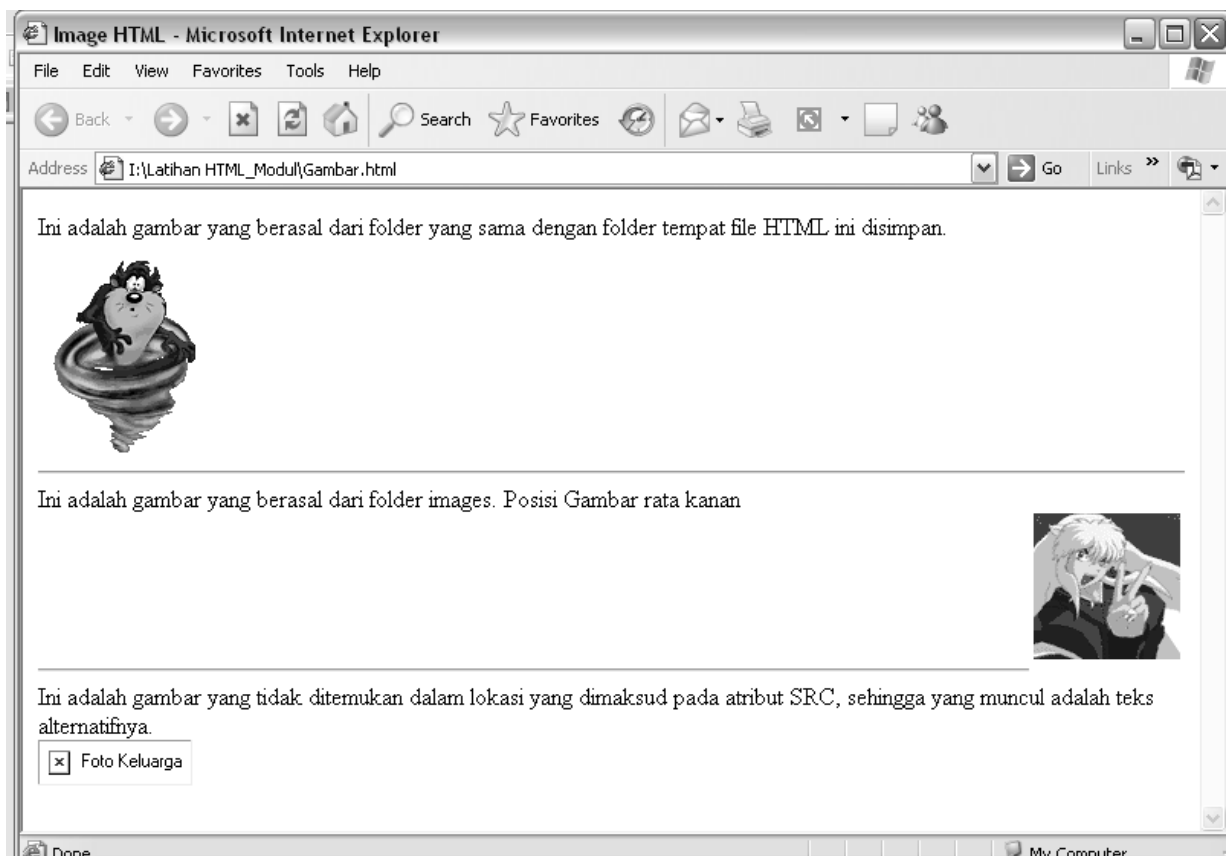 Image HTML - Microsoft Internet Explorer
File Edit View Favorites Tools Help
Back Search Favorites
Address I:\Latihan HTML_Modul\Gambar.html Go Links »
Ini adalah gambar yang berasal dari folder yang sama dengan folder tempat file HTML ini disimpan.
Ini adalah gambar yang berasal dari folder images. Posisi Gambar rata kanan
Ini adalah gambar yang tidak ditemukan dalam lokasi yang dimaksud pada atribut SRC, sehingga yang muncul adalah teks
alternatifnya.
Foto Keluarga
Done My Computer